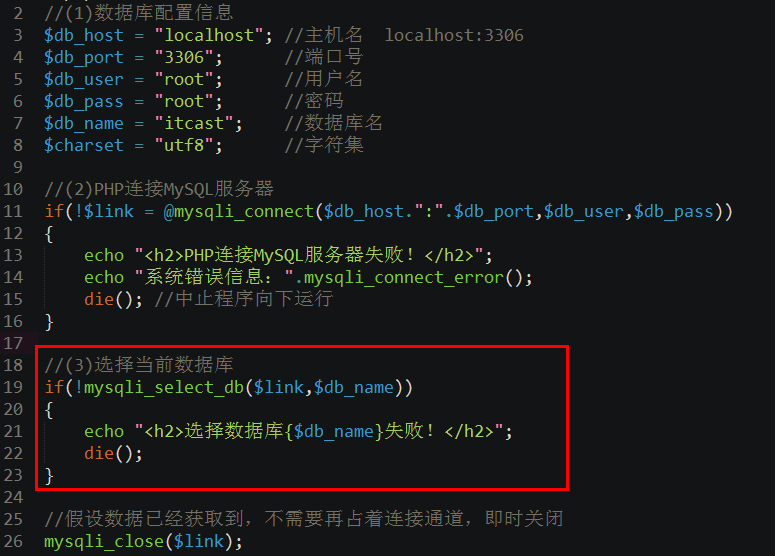 2 //(1)数据库配置信息
3 $db_host = "localhost"; //主机名  localhost:3306
4 $db_port = "3306";      //端口号
5 $db_user = "root";      //用户名
6 $db_pass = "root";      //密码
7 $db_name = "itcast";    //数据库名
8 $charset = "utf8";      //字符集
9
10 //(2)PHP连接MySQL服务器
11 if(!$link = @mysqli_connect($db_host.":".$db_port,$db_user,$db_pass))
12 {
13     echo "<h2>PHP连接MySQL服务器失败！</h2>";
14     echo "系统错误信息：".mysqli_connect_error();
15     die(); //中止程序向下运行
16 }
17
18 //(3)选择当前数据库
19 if(!mysqli_select_db($link,$db_name))
20 {
21     echo "<h2>选择数据库{$db_name}失败！</h2>";
22     die();
23 }
24
25 //假设数据已经获取到，不需要再占着连接通道，即时关闭
26 mysqli_close($link);